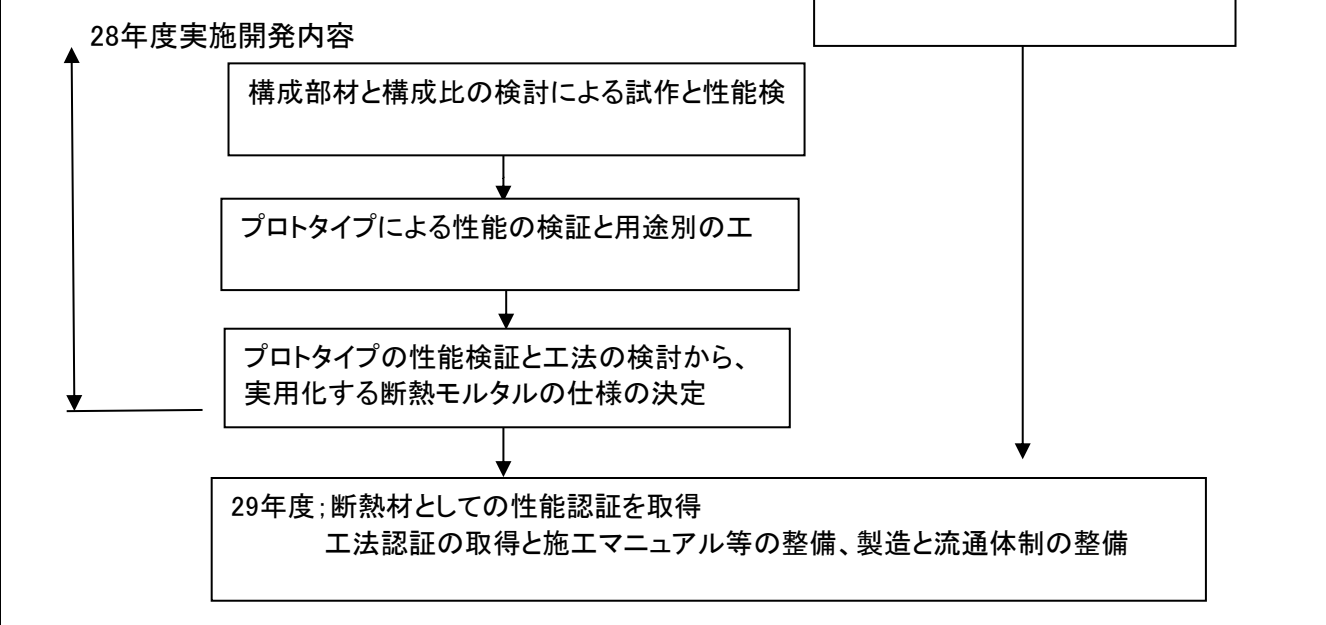 28年度実施開発内容
構成部材と構成比の検討による試作と性能検
プロトタイプによる性能の検証と用途別の工
プロトタイプの性能検証と工法の検討から、
実用化する断熱モルタルの仕様の決定
29年度；断熱材としての性能認証を取得
工法認証の取得と施工マニュアル等の整備、製造と流通体制の整備